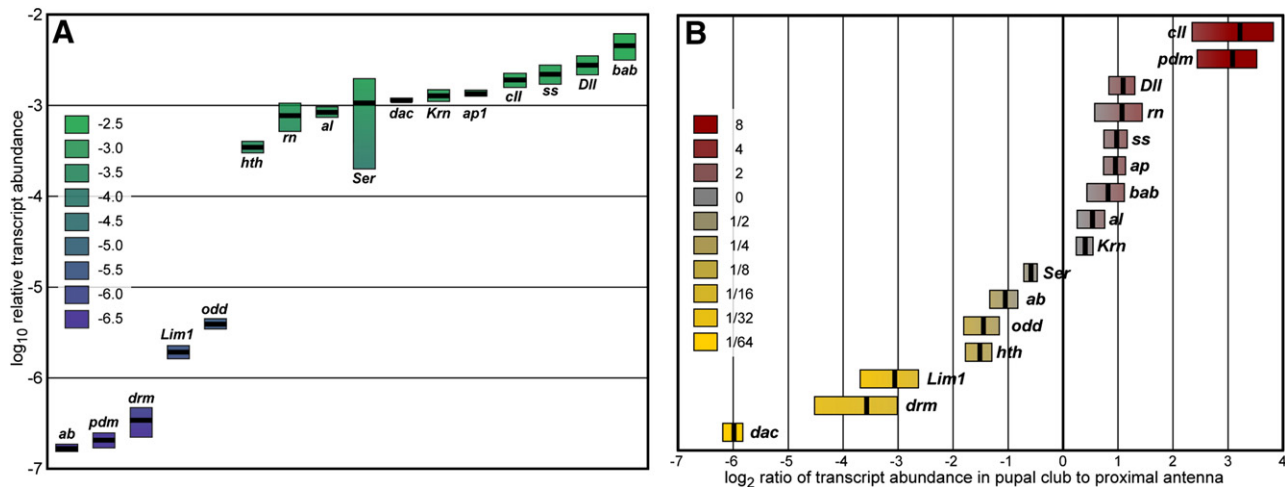 A
log10 relative transcript abundance
-2
-3
-4
-5
-6
-7
-2.5
-3.0
-3.5
-4.0
-4.5
-5.0
-5.5
-6.0
-6.5
ab
pdm
drm
Lim1
odd
hth
rn
al
Ser
dac
Krn
ap1
cll
ss
Dll
bab
B
8
4
2
0
1/2
1/4
1/8
1/16
1/32
1/64
cll
pdm
Dll
rn
ss
ap
bab
al
Krn
Ser
ab
odd
hth
Lim1
drm
dac
-7 -6 -5 -4 -3 -2 -1 0 1 2 3 4
log2 ratio of transcript abundance in pupal club to proximal antenna